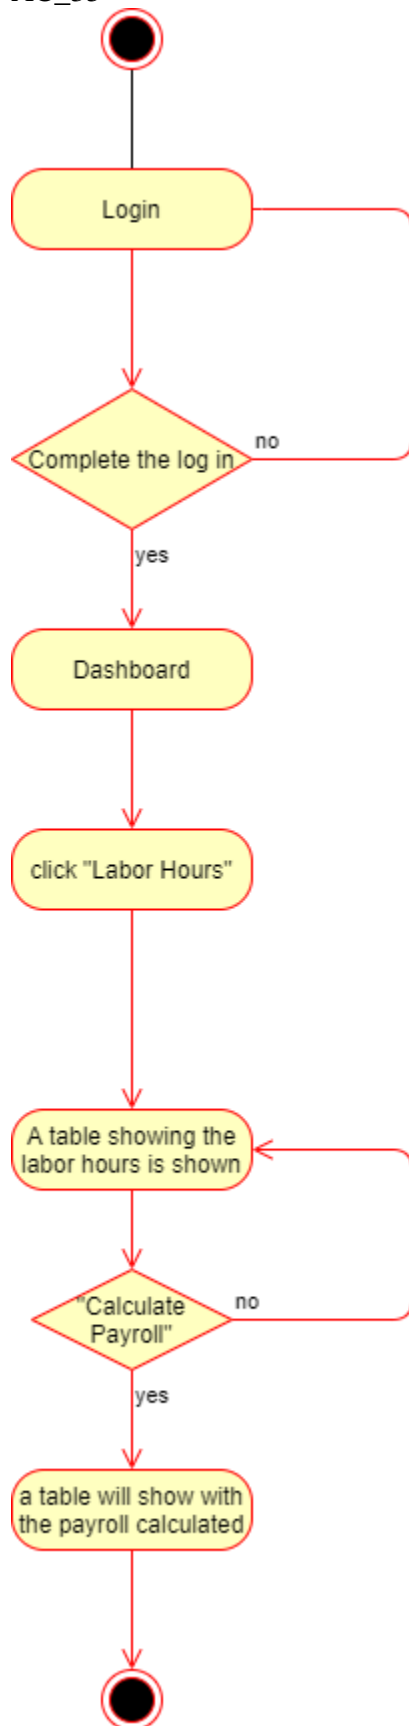 Login
no
Complete the log in
yes
Dashboard
click "Labor Hours"
A table showing the
labor hours is shown
"Calculate
Payroll"
no
yes
a table will show with
the payroll calculated